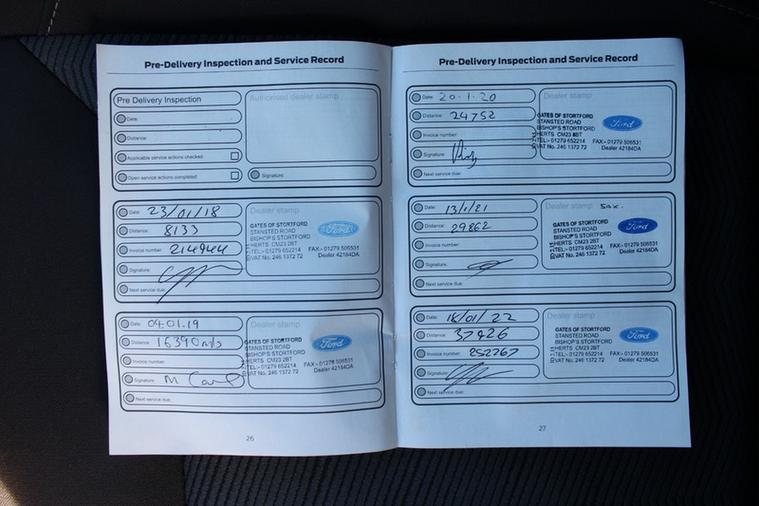 Pre-Delivery Inspection and Service Record
Pre Delivery Inspection
Authorised dealer stamp
Date:
Distance:
Applicable service actions checked:
Open service actions completed:
Signature:
Date: 23/01/18
Distance: 8133
Invoice number: 214944
Signature:
Next service due:
Dealer stamp
GATES OF STORTFORD
STANSTED ROAD
BISHOP'S STORTFORD
HERTS CM23 2BT
TEL:- 01279 652214 FAX:- 01279 506531
VAT No. 246 1372 72 Dealer 42184DA
Ford
Date: 04.01.19
Distance: 16390 mls
Invoice number:
Signature: M
Next service due:
Dealer stamp
GATES OF STORTFORD
STANSTED ROAD
BISHOP'S STORTFORD
HERTS CM23 2BT
TEL:- 01279 652214 FAX:- 01279 506531
VAT No. 246 1372 72 Dealer 42184DA
Ford
26
Pre-Delivery Inspection and Service Record
Date: 20-1-20
Distance: 24752
Invoice number:
Signature:
Next service due:
Dealer stamp
GATES OF STORTFORD
STANSTED ROAD
BISHOP'S STORTFORD
HERTS CM23 2BT
TEL:- 01279 652214 FAX:- 01279 506531
VAT No. 246 1372 72 Dealer 42184DA
Ford
Date: 13/1/21
Distance: 29862
Invoice number:
Signature:
Next service due:
Dealer stamp
GATES OF STORTFORD
STANSTED ROAD
BISHOP'S STORTFORD
HERTS CM23 2BT
TEL:- 01279 652214 FAX:- 01279 506531
VAT No. 246 1372 72 Dealer 42184DA
Ford
Date: 18/01/22
Distance: 37426
Invoice number: 252267
Signature:
Next service due:
Dealer stamp
GATES OF STORTFORD
STANSTED ROAD
BISHOP'S STORTFORD
HERTS CM23 2BT
TEL:- 01279 652214 FAX:- 01279 506531
VAT No. 246 1372 72 Dealer 42184DA
Ford
27